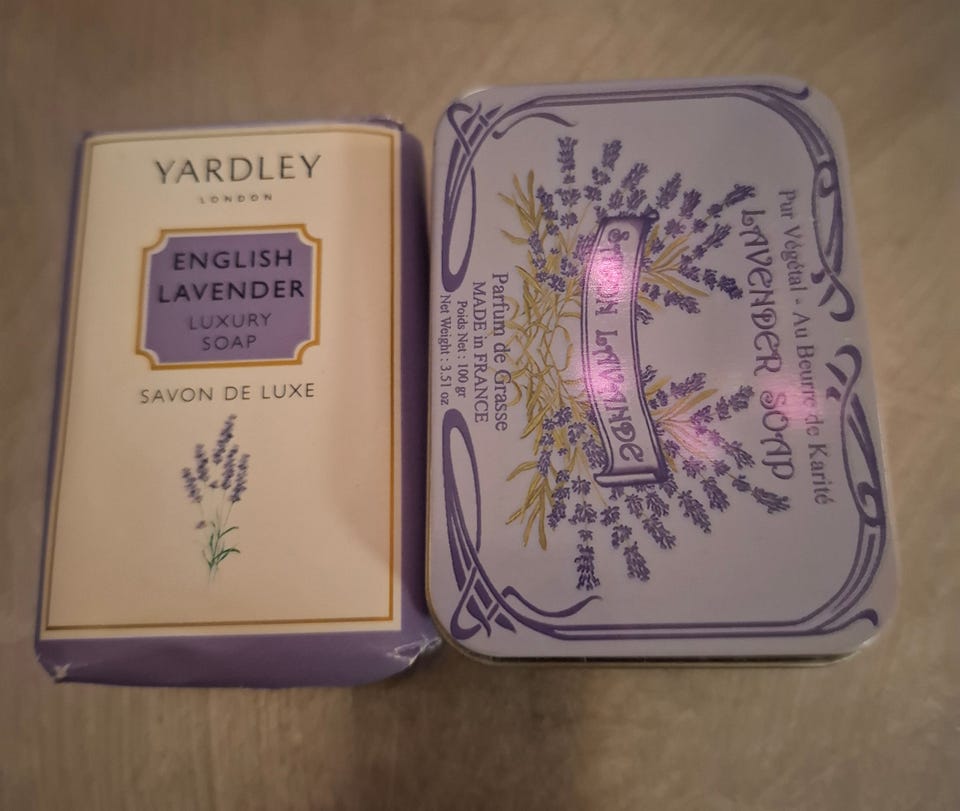 YARDLEY
LONDON
ENGLISH
LAVENDER
LUXURY
SOAP
SAVON DE LUXE
Pur Végétal - Au Beurre de Karité
LAVENDER SOAP
SAVON LAVANDE
Parfum de Grasse
MADE in FRANCE
Poids Net : 100 gr
Net Weight : 3.51 oz